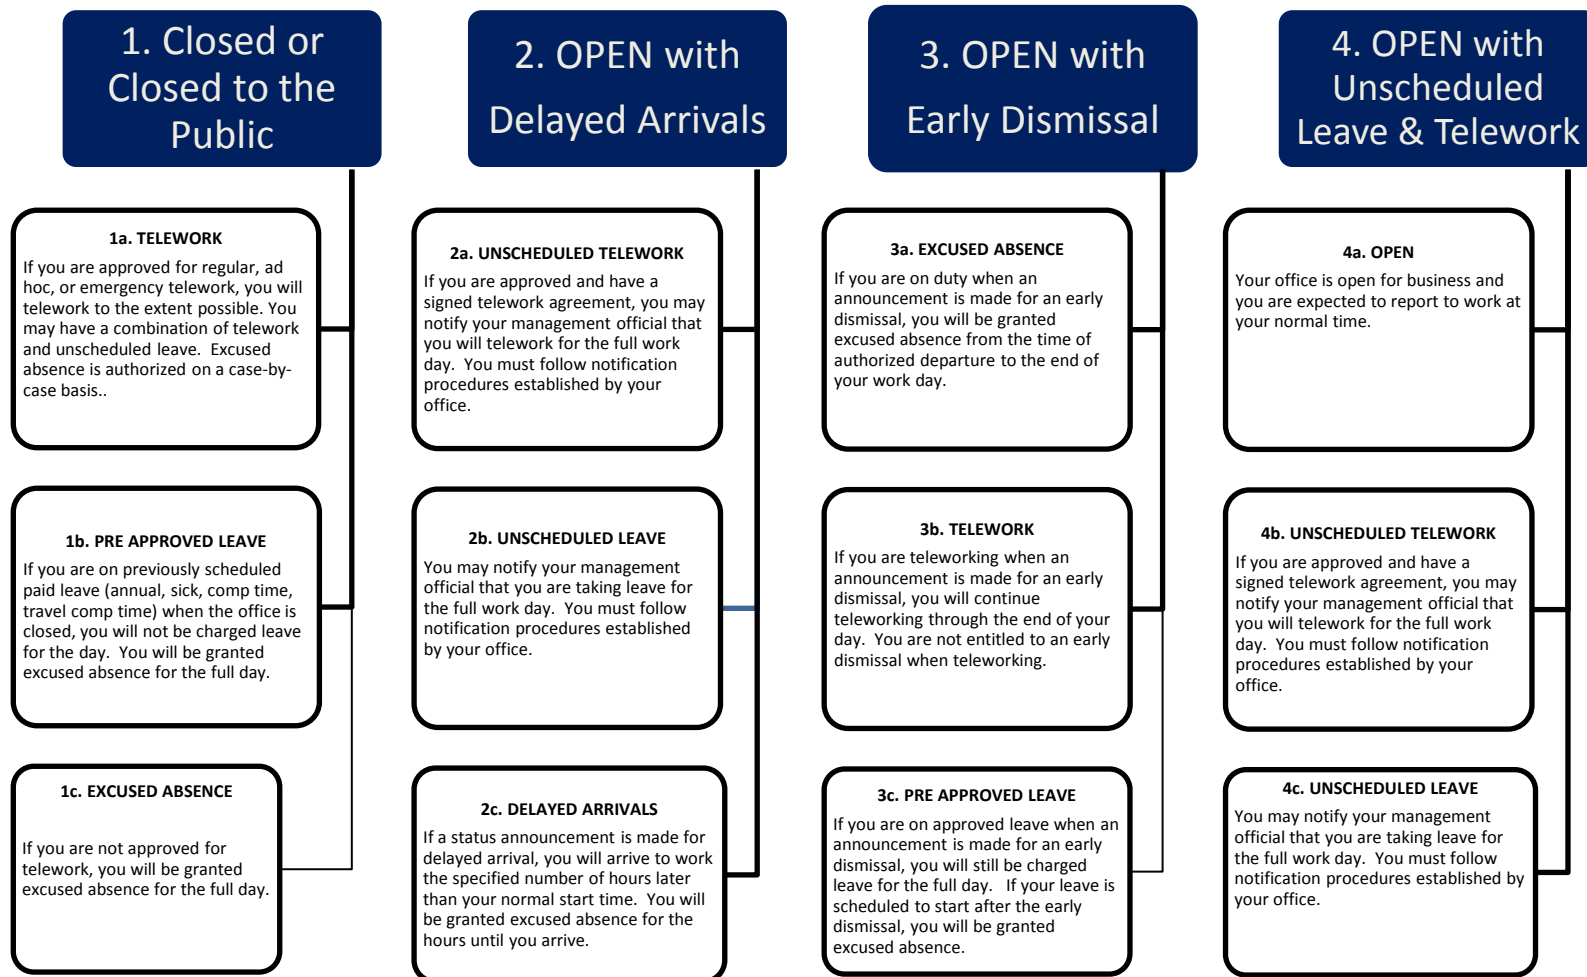 1. Closed or
Closed to the
Public
1a. TELEWORK
If you are approved for regular, ad
hoc, or emergency telework, you will
telework to the extent possible. You
may have a combination of telework
and unscheduled leave.  Excused
absence is authorized on a case-by-
case basis..
1b. PRE APPROVED LEAVE
If you are on previously scheduled
paid leave (annual, sick, comp time,
travel comp time) when the office is
closed, you will not be charged leave
for the day.  You will be granted
excused absence for the full day.
1c. EXCUSED ABSENCE
If you are not approved for
telework, you will be granted
excused absence for the full day.
2. OPEN with
Delayed Arrivals
2a. UNSCHEDULED TELEWORK
If you are approved and have a
signed telework agreement, you may
notify your management official that
you will telework for the full work
day.  You must follow notification
procedures established by your
office.
2b. UNSCHEDULED LEAVE
You may notify your management
official that you are taking leave for
the full work day.  You must follow
notification procedures established
by your office.
2c. DELAYED ARRIVALS
If a status announcement is made for
delayed arrival, you will arrive to work
the specified number of hours later
than your normal start time.  You will
be granted excused absence for the
hours until you arrive.
3. OPEN with
Early Dismissal
3a. EXCUSED ABSENCE
If you are on duty when an
announcement is made for an early
dismissal, you will be granted
excused absence from the time of
authorized departure to the end of
your work day.
3b. TELEWORK
If you are teleworking when an
announcement is made for an early
dismissal, you will continue
teleworking through the end of your
day.  You are not entitled to an early
dismissal when teleworking.
3c. PRE APPROVED LEAVE
If you are on approved leave when an
announcement is made for an early
dismissal, you will still be charged
leave for the full day.   If your leave is
scheduled to start after the early
dismissal, you will be granted
excused absence.
4. OPEN with
Unscheduled
Leave & Telework
4a. OPEN
Your office is open for business and
you are expected to report to work at
your normal time.
4b. UNSCHEDULED TELEWORK
If you are approved and have a
signed telework agreement, you may
notify your management official that
you will telework for the full work
day.  You must follow notification
procedures established by your
office.
4c. UNSCHEDULED LEAVE
You may notify your management
official that you are taking leave for
the full work day.  You must follow
notification procedures established by
your office.